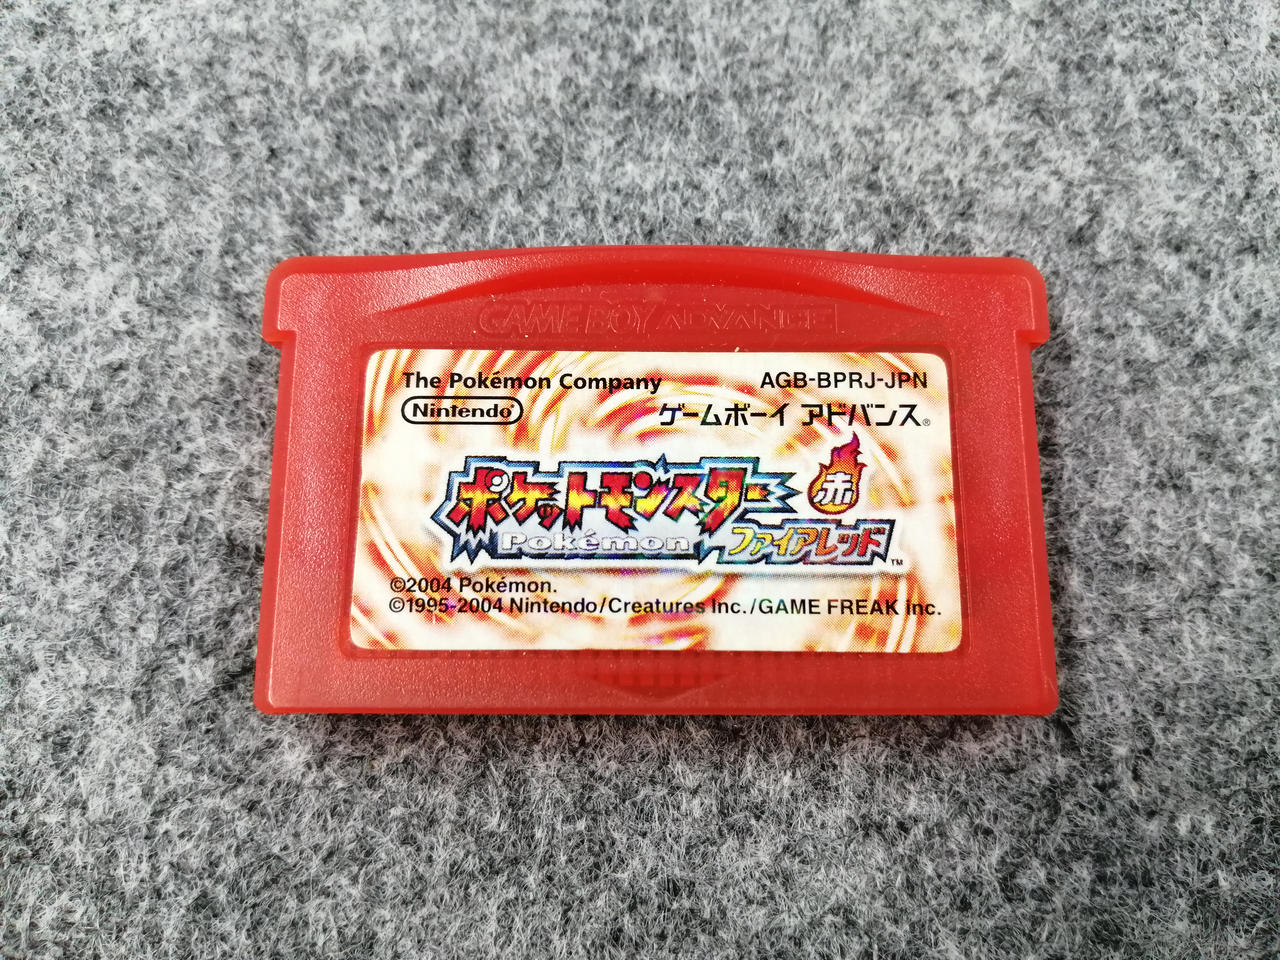 GAME BOY ADVANCE
The Pokémon Company
AGB-BPRJ-JPN
Nintendo®
ゲームボーイ アドバンス®
ポケットモンスター
赤
Pokémon
ファイアレッド™
©2004 Pokémon.
©1995-2004 Nintendo/Creatures Inc./GAME FREAK inc.